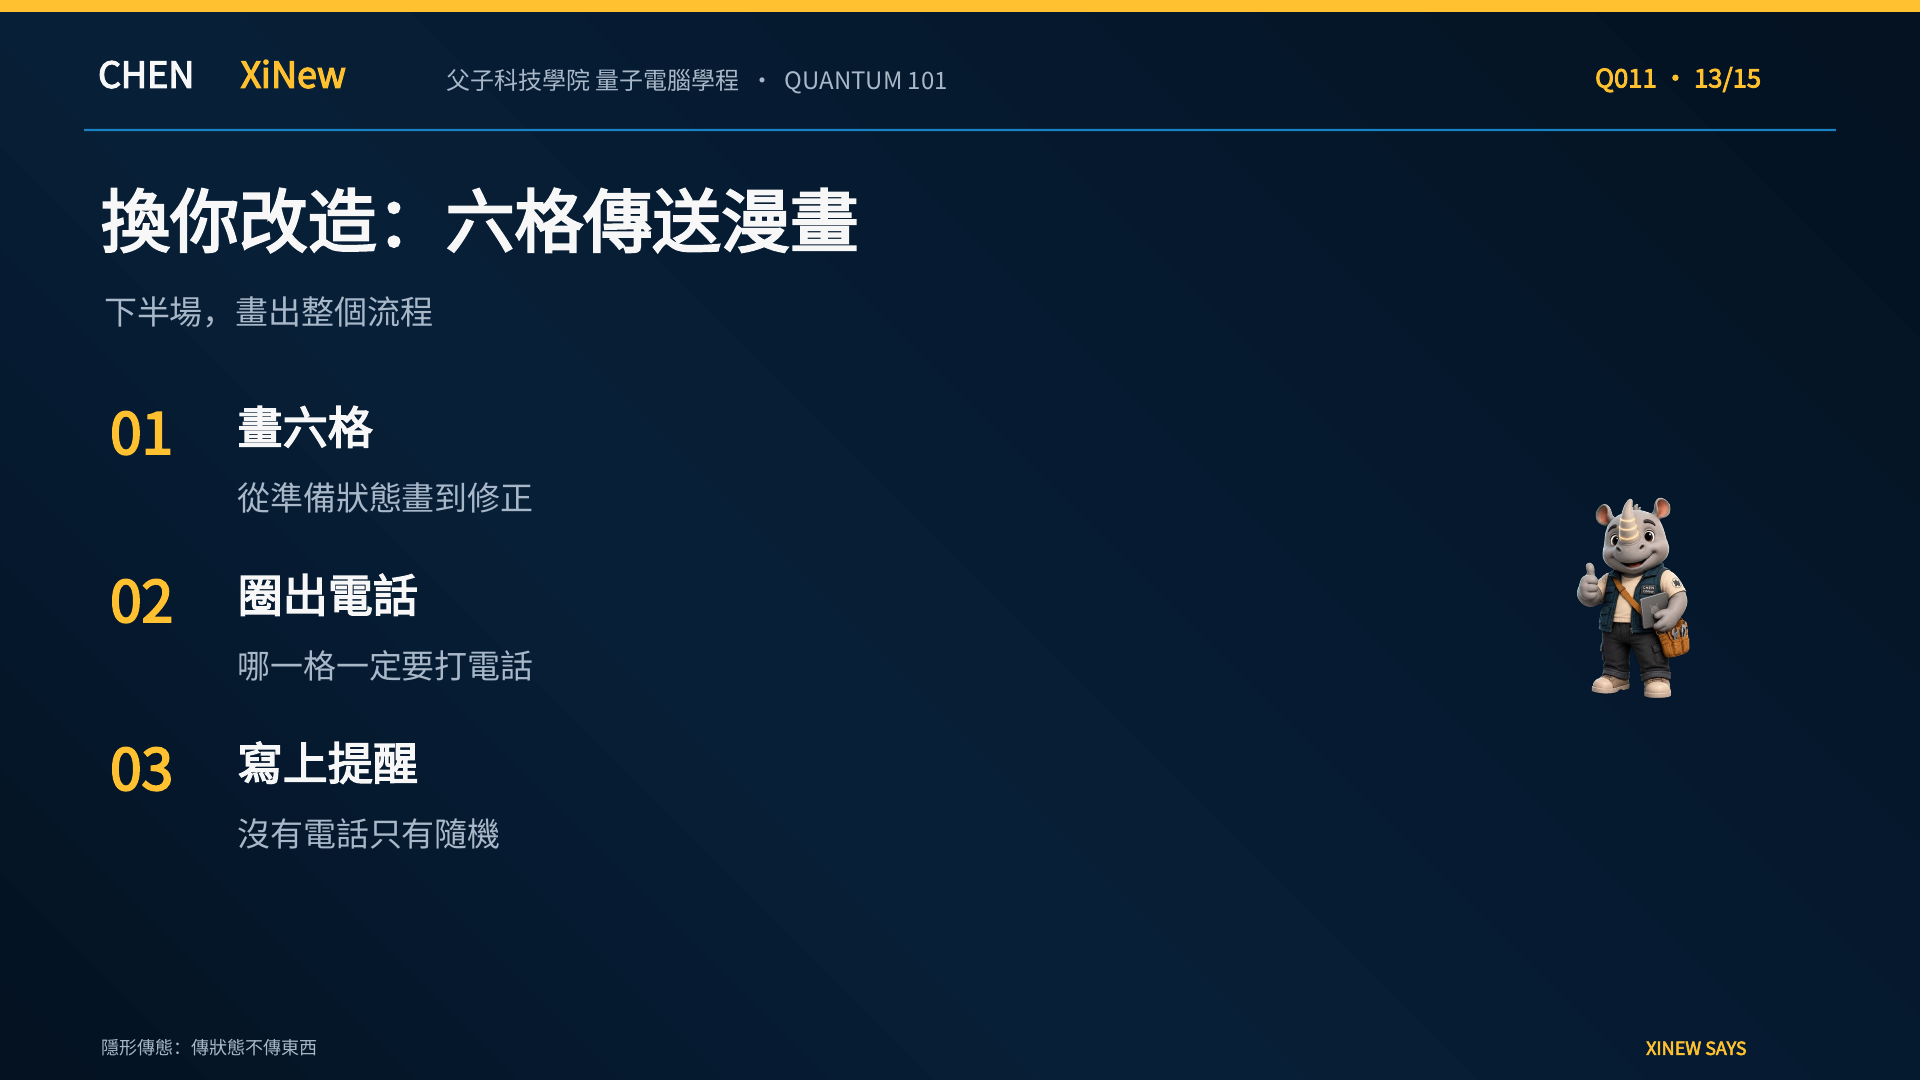 CHEN XiNew 父子科技學院 量子電腦學程 · QUANTUM 101 Q011 · 13/15
換你改造：六格傳送漫畫
下半場，畫出整個流程
01 畫六格
從準備狀態畫到修正
02 圈出電話
哪一格一定要打電話
03 寫上提醒
沒有電話只有隨機
隱形傳態：傳狀態不傳東西 XINEW SAYS